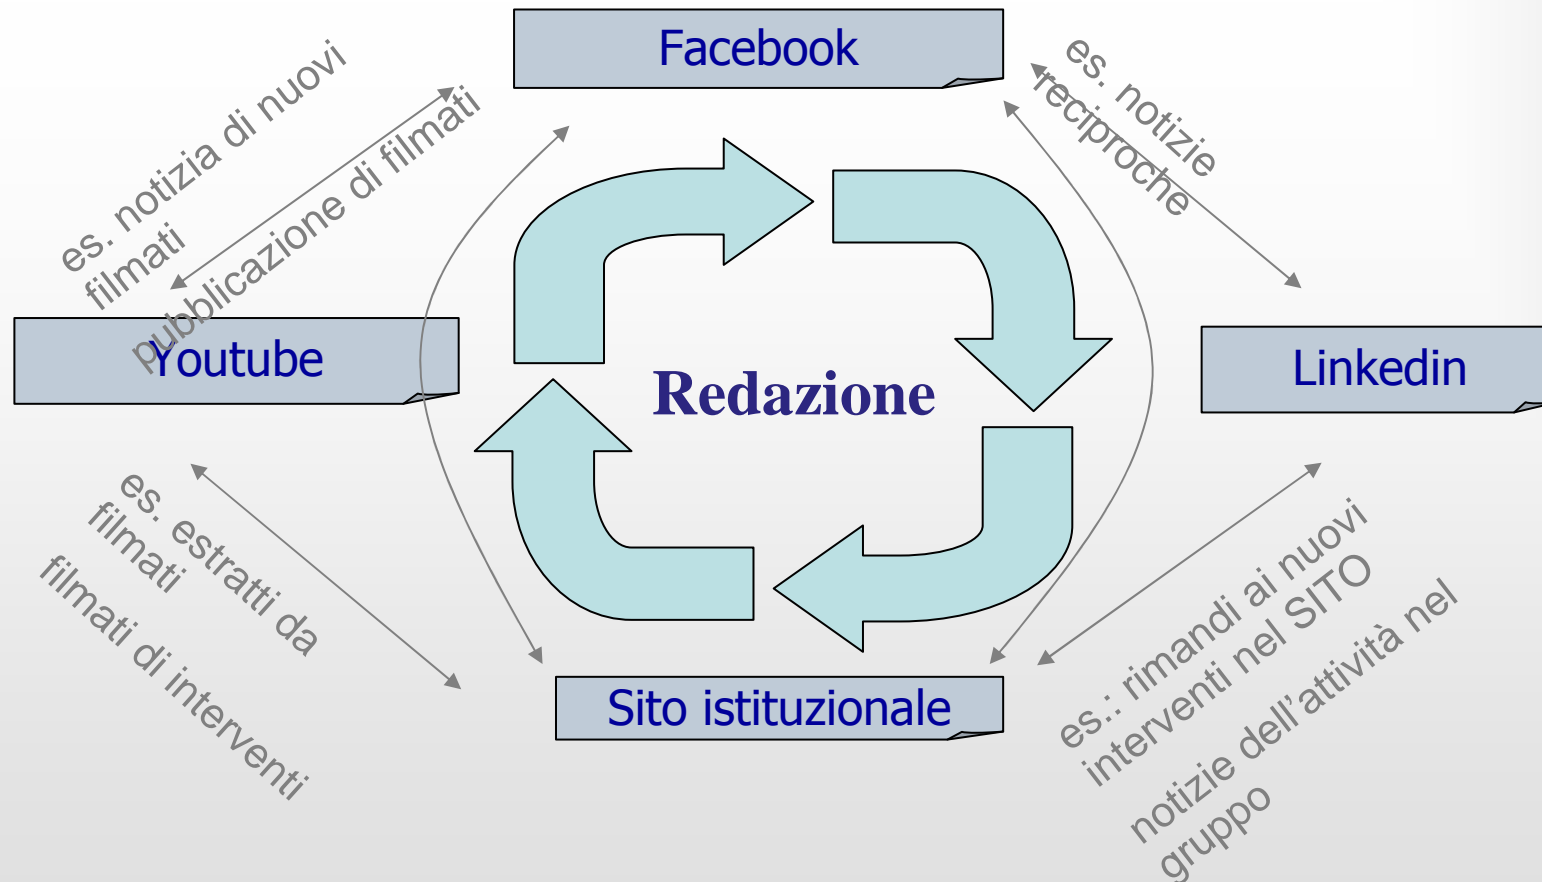 Facebook
es. notizia di nuovi
filmati
pubblicazione di filmati
es. notizie
reciproche
Youtube
Redazione
Linkedin
es. estratti da
filmati
filmati di interventi
Sito istituzionale
es.: rimandi ai nuovi
interventi nel SITO
notizie dell’attività nel
gruppo